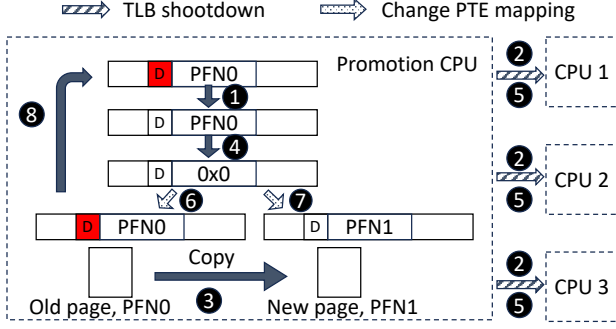 TLB shootdown Change PTE mapping
Promotion CPU
D PFN0
1
D PFN0
4
D 0x0
8
6 7
D PFN0
D PFN1
Copy
3
Old page, PFN0
New page, PFN1
2
5
CPU 1
2
5
CPU 2
2
5
CPU 3